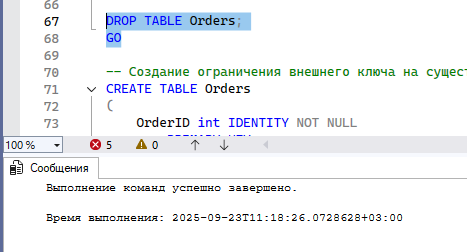 66
67 DROP TABLE Orders;
68 GO
69
70 -- Создание ограничения внешнего ключа на сущест
71 CREATE TABLE Orders
72 (
73 OrderID int IDENTITY NOT NULL
100 % 5 0
Сообщения
Выполнение команд успешно завершено.
Время выполнения: 2025-09-23T11:18:26.0728628+03:00